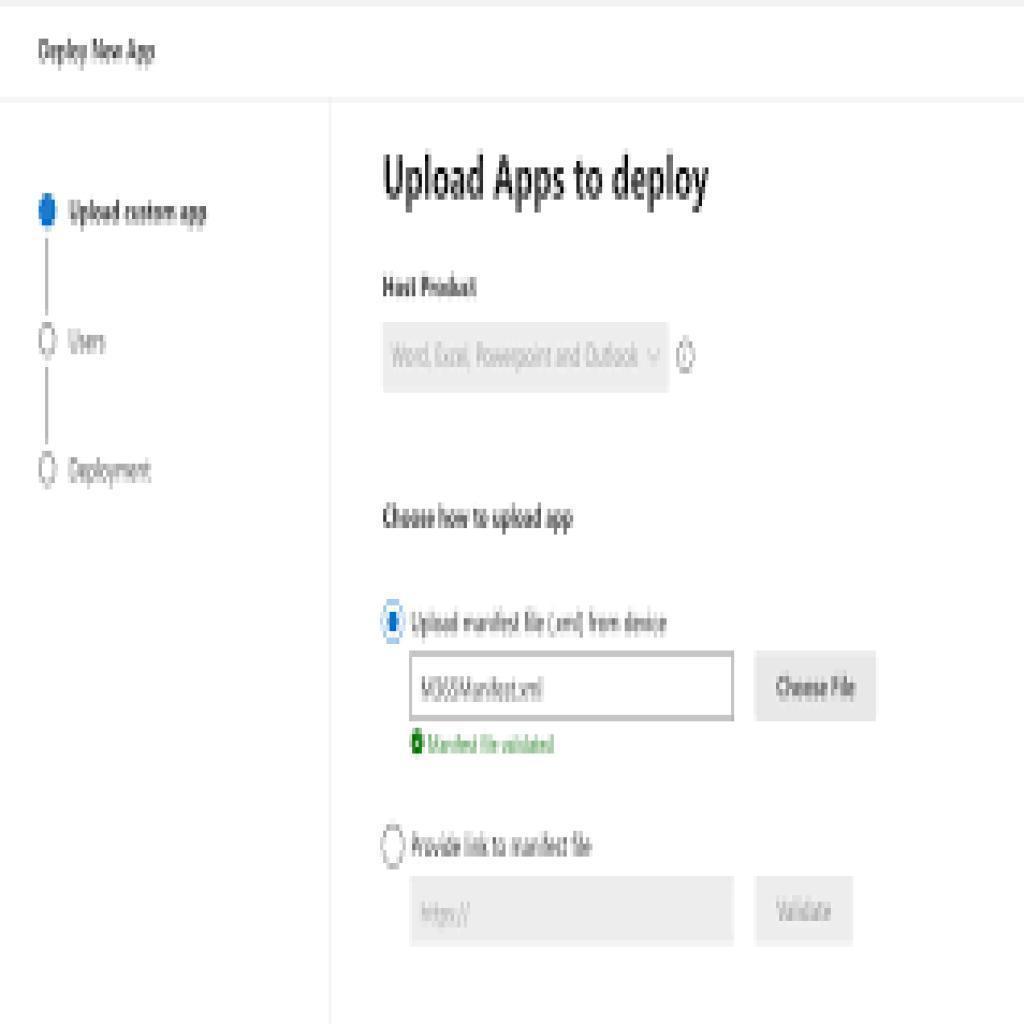 Deploy New App
Upload custom app
Users
Deployment
Upload Apps to deploy
Host Product
Word, Excel, Powerpoint and Outlook
Choose how to upload app
Upload manifest file (.xml) from device
M365Manifest.xml
Choose File
Manifest file validated
Provide link to manifest file
https://
Validate